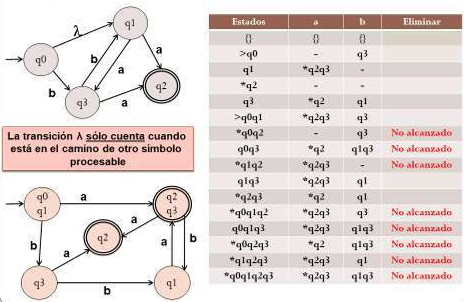 λ
q1
q0
b
a
a
b
q2
b
q3
a
La transición λ sólo cuenta cuando
está en el camino de otro simbolo
procesable
q0
q1
a
q2
q3
a
q2
b
a
a
b
q3
b
q1
Estados a b Eliminar
{} {} {}
>q0 - q3
q1 *q2q3 -
*q2 - -
q3 *q2 q1
>q0q1 *q2q3 q3
*q0q2 - q3 No alcanzado
q0q3 *q2 q1q3 No alcanzado
*q1q2 *q2q3 - No alcanzado
q1q3 *q2q3 q1
*q2q3 *q2 q1
*q0q1q2 *q2q3 q3 No alcanzado
q0q1q3 *q2q3 q1q3 No alcanzado
*q0q2q3 *q2 q1q3 No alcanzado
*q1q2q3 *q2q3 q1 No alcanzado
*q0q1q2q3 *q2q3 q1q3 No alcanzado